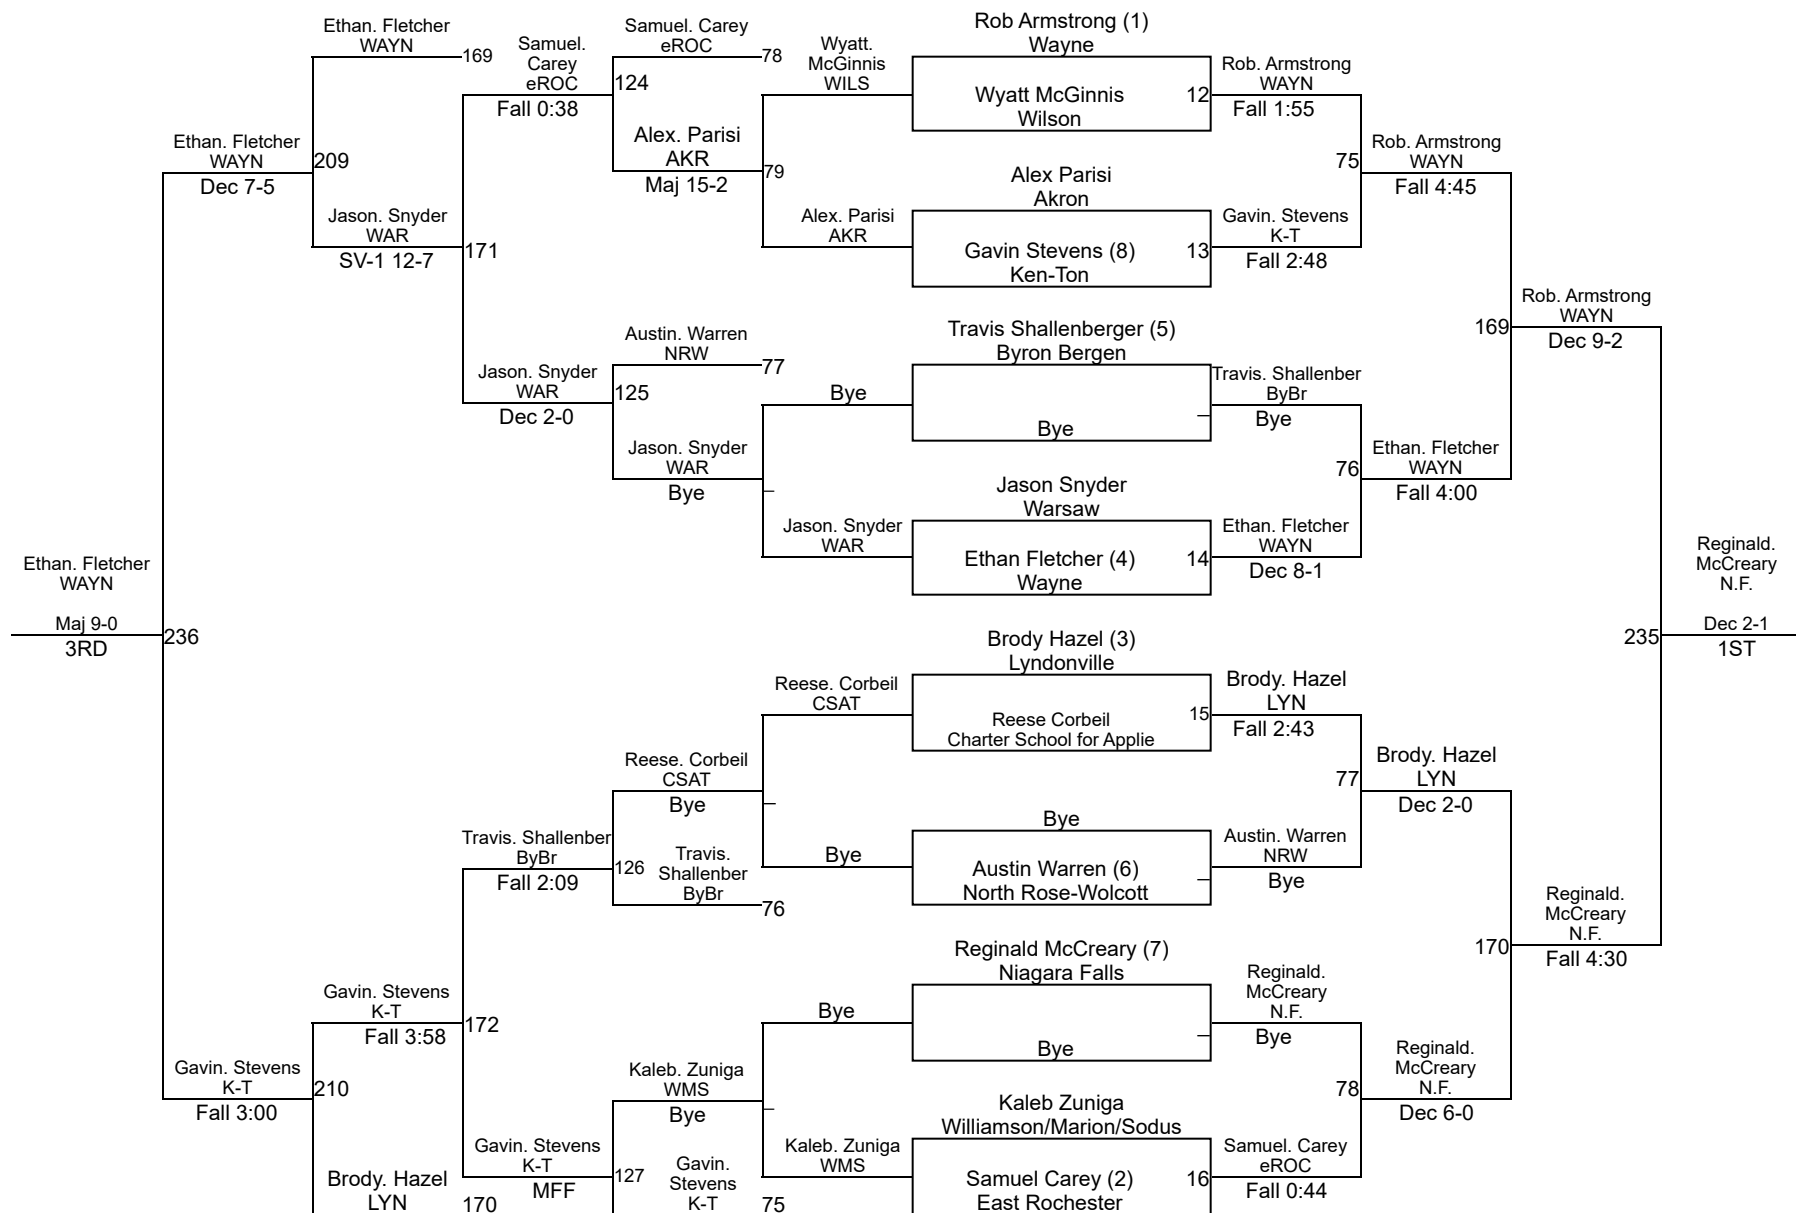 Ethan. Fletcher
WAYN
169
Samuel.
Carey
eROC
Fall 0:38
Samuel. Carey
eROC
78
124
Wyatt.
McGinnis
WILS
Rob Armstrong (1)
Wayne
Wyatt McGinnis
Wilson
12
Rob. Armstrong
WAYN
Fall 1:55
Ethan. Fletcher
WAYN
Dec 7-5
209
Alex. Parisi
AKR
Maj 15-2
79
75
Rob. Armstrong
WAYN
Fall 4:45
Jason. Snyder
WAR
SV-1 12-7
171
Alex. Parisi
AKR
Alex Parisi
Akron
Gavin Stevens (8)
Ken-Ton
13
Gavin. Stevens
K-T
Fall 2:48
Rob. Armstrong
WAYN
Dec 9-2
169
Jason. Snyder
WAR
Dec 2-0
Austin. Warren
NRW
77
125
Bye
Travis Shallenberger (5)
Byron Bergen
Bye
Travis. Shallenber
ByBr
Bye
Jason. Snyder
WAR
Bye
76
Ethan. Fletcher
WAYN
Fall 4:00
Jason. Snyder
WAR
Jason Snyder
Warsaw
Ethan Fletcher (4)
Wayne
14
Ethan. Fletcher
WAYN
Dec 8-1
Ethan. Fletcher
WAYN
Maj 9-0
3RD
236
235
Reginald.
McCreary
N.F.
Dec 2-1
1ST
Reese. Corbeil
CSAT
Brody Hazel (3)
Lyndonville
Reese Corbeil
Charter School for Applie
15
Brody. Hazel
LYN
Fall 2:43
Reese. Corbeil
CSAT
Bye
77
Brody. Hazel
LYN
Dec 2-0
Travis. Shallenber
ByBr
Fall 2:09
126
Travis.
Shallenber
ByBr
76
Bye
Bye
Austin Warren (6)
North Rose-Wolcott
Austin. Warren
NRW
Bye
170
Reginald.
McCreary
N.F.
Fall 4:30
Gavin. Stevens
K-T
Fall 3:58
172
Bye
Reginald McCreary (7)
Niagara Falls
Bye
Reginald.
McCreary
N.F.
Bye
Gavin. Stevens
K-T
Fall 3:00
210
Kaleb. Zuniga
WMS
Bye
78
Reginald.
McCreary
N.F.
Dec 6-0
Brody. Hazel
LYN
170
Gavin. Stevens
K-T
MFF
127
Gavin.
Stevens
K-T
75
Kaleb. Zuniga
WMS
Kaleb Zuniga
Williamson/Marion/Sodus
Samuel Carey (2)
East Rochester
16
Samuel. Carey
eROC
Fall 0:44